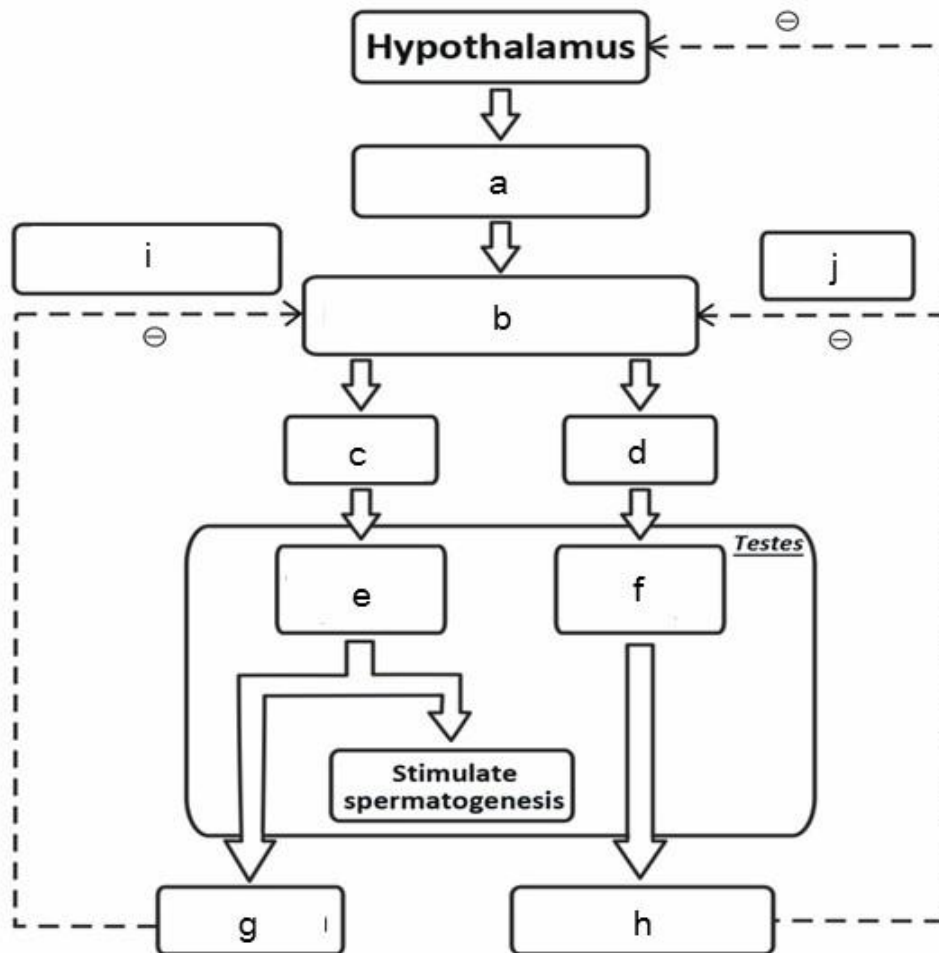 Hypothalamus
a
i
j
b
c
d
Testes
e
f
Stimulate
spermatogenesis
g
h